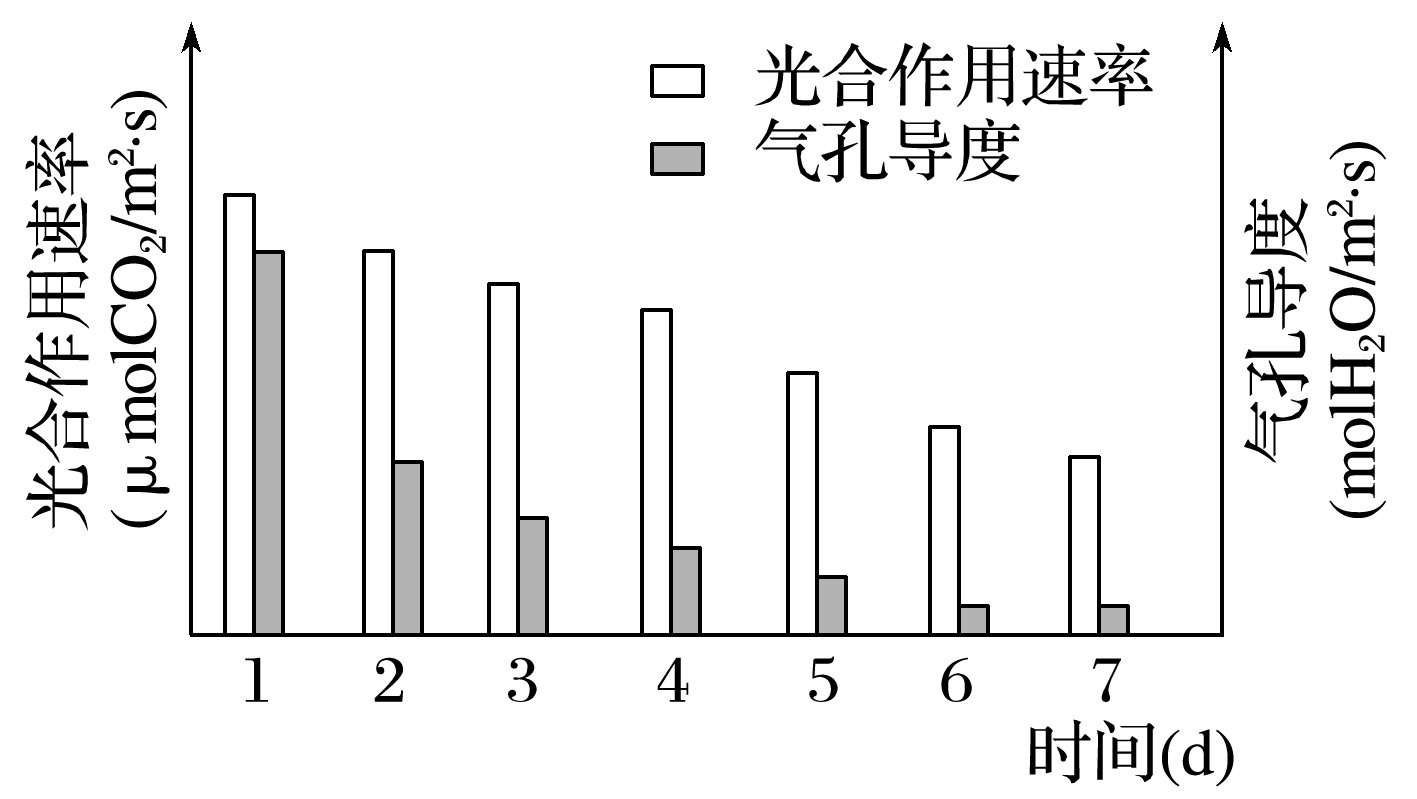 光合作用速率
(μmolCO₂/m²·s)
光合作用速率
气孔导度
气孔导度
(molH₂O/m²·s)
1 2 3 4 5 6 7
时间(d)